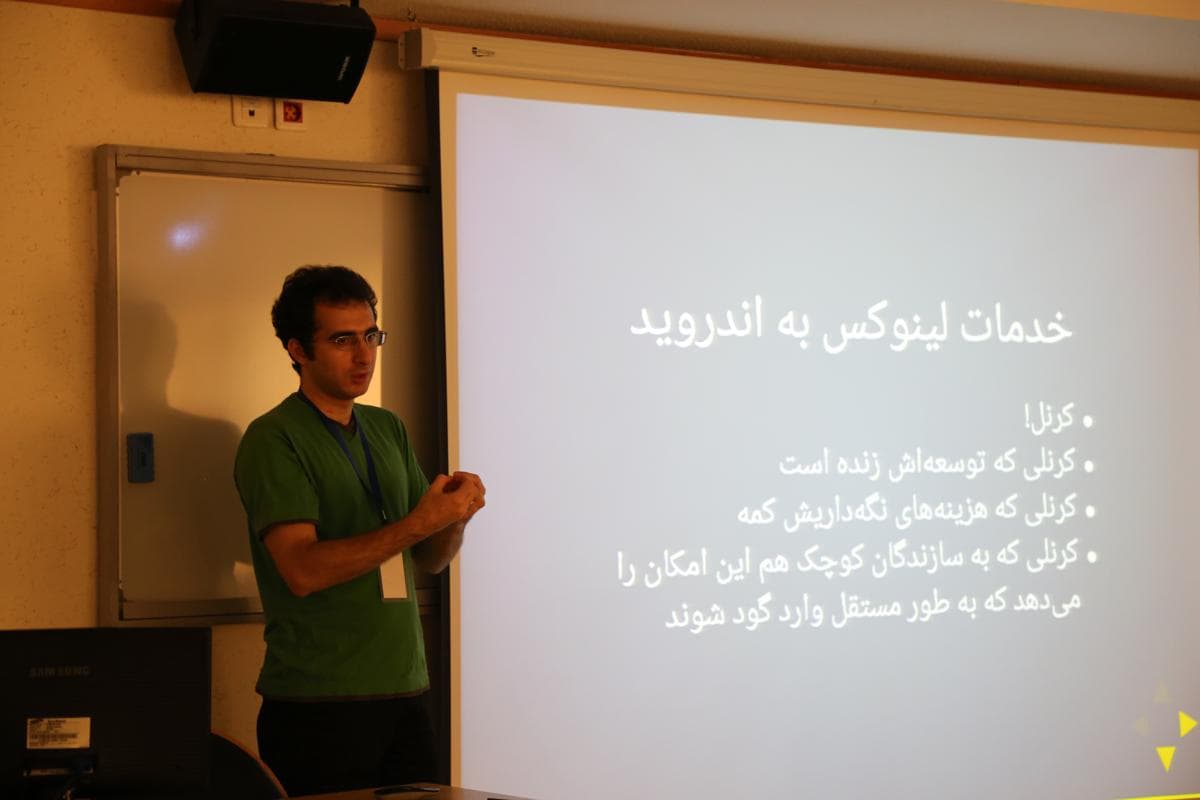 خدمات لینوکس به اندروید
• کرنل!
• کرنلی که توسعه‌اش زنده است
• کرنلی که هزینه‌های نگه‌داریش کمه
• کرنلی که به سازندگان کوچک هم این امکان را
می‌دهد که به طور مستقل وارد گود شوند
SAMSUNG